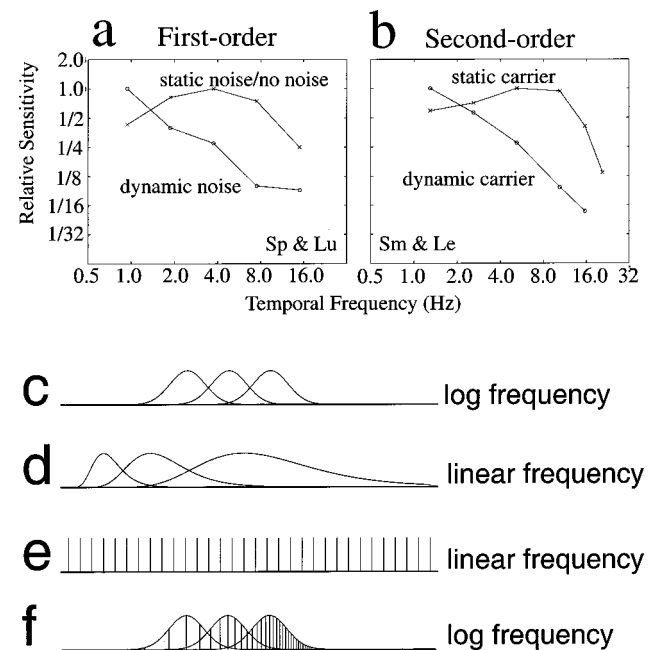 a First-order
b Second-order
Relative Sensitivity
2.0
1.0
1/2
1/4
1/8
1/16
1/32
static noise/no noise
dynamic noise
Sp & Lu
static carrier
dynamic carrier
Sm & Le
0.5 1.0 2.0 4.0 8.0 16.0
0.5 1.0 2.0 4.0 8.0 16.0 32
Temporal Frequency (Hz)
c log frequency
d linear frequency
e linear frequency
f log frequency